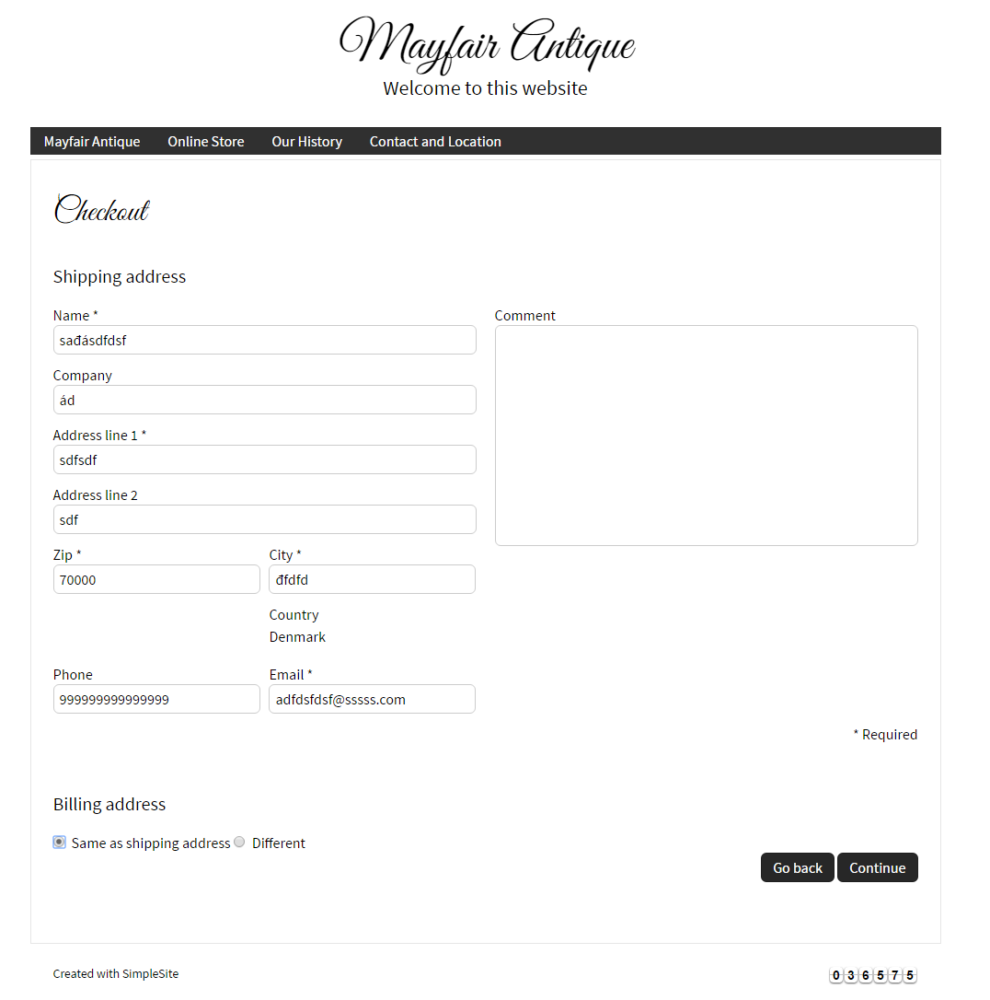 Mayfair Antique
Welcome to this website
Mayfair Antique Online Store Our History Contact and Location
Checkout
Shipping address
Name *
sađásdfdsf
Company
ád
Address line 1 *
sdfsdf
Address line 2
sdf
Zip * City *
70000 đfdfd
Country
Denmark
Phone Email *
999999999999999 adfdsfdsf@sssss.com
Comment
* Required
Billing address
Same as shipping address Different
Go back Continue
Created with SimpleSite 036575